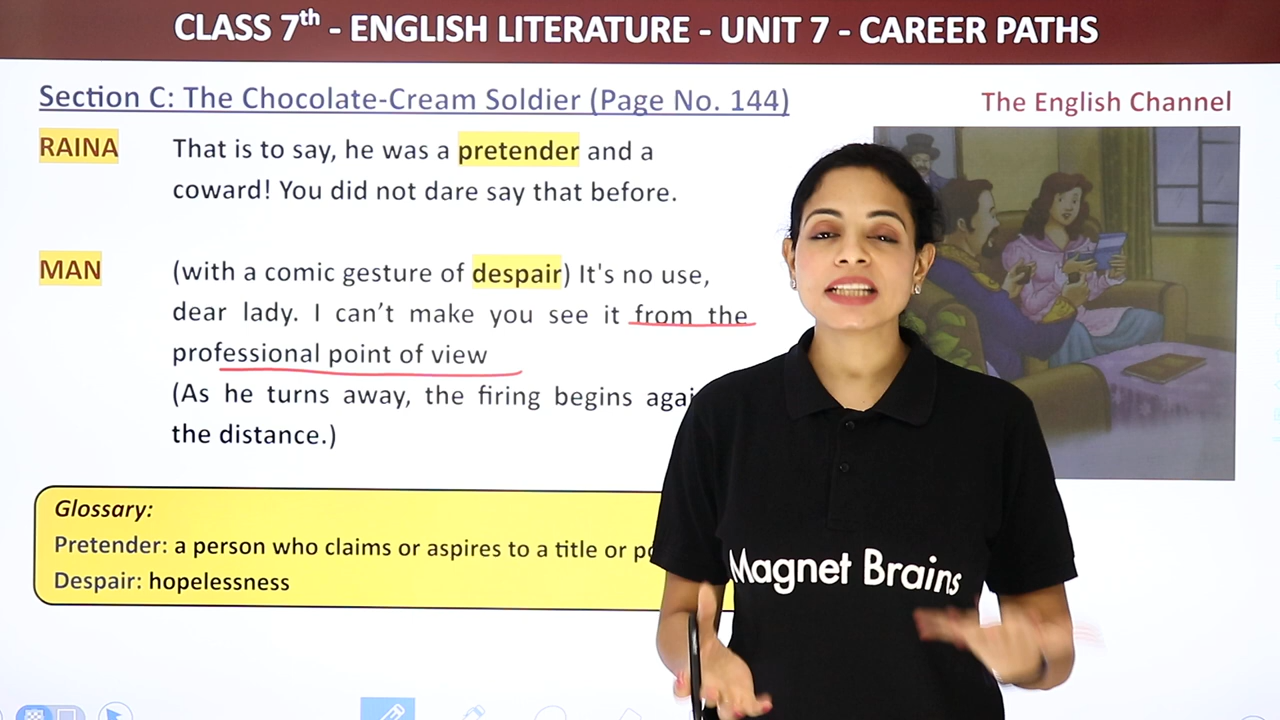 CLASS 7th - ENGLISH LITERATURE - UNIT 7 - CAREER PATHS
Section C: The Chocolate-Cream Soldier (Page No. 144)
The English Channel
RAINA
That is to say, he was a pretender and a
coward! You did not dare say that before.
MAN
(with a comic gesture of despair) It's no use,
dear lady. I can't make you see it from the
professional point of view
(As he turns away, the firing begins
the distance.)
Glossary:
Pretender: a person who claims or aspires to a title or
Despair: hopelessness
Magnet Brains